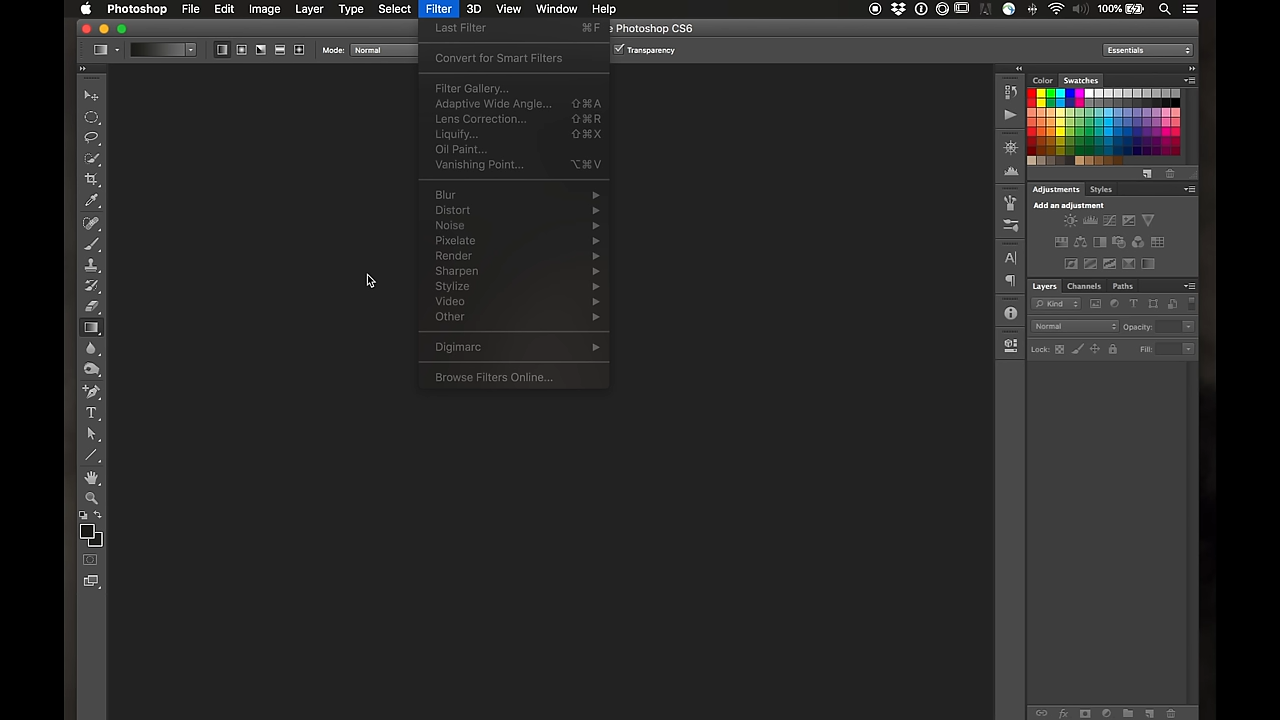 Photoshop File Edit Image Layer Type Select Filter 3D View Window Help 100%
Photoshop CS6
Mode: Normal Transparency Essentials
Last Filter ⌘F
Convert for Smart Filters
Filter Gallery...
Adaptive Wide Angle... ⇧⌘A
Lens Correction... ⇧⌘R
Liquify... ⇧⌘X
Oil Paint...
Vanishing Point... ⌥⌘V
Blur
Distort
Noise
Pixelate
Render
Sharpen
Stylize
Video
Other
Digimarc
Browse Filters Online...
Color Swatches
Adjustments Styles
Add an adjustment
Layers Channels Paths
Kind
Normal Opacity:
Lock: Fill: